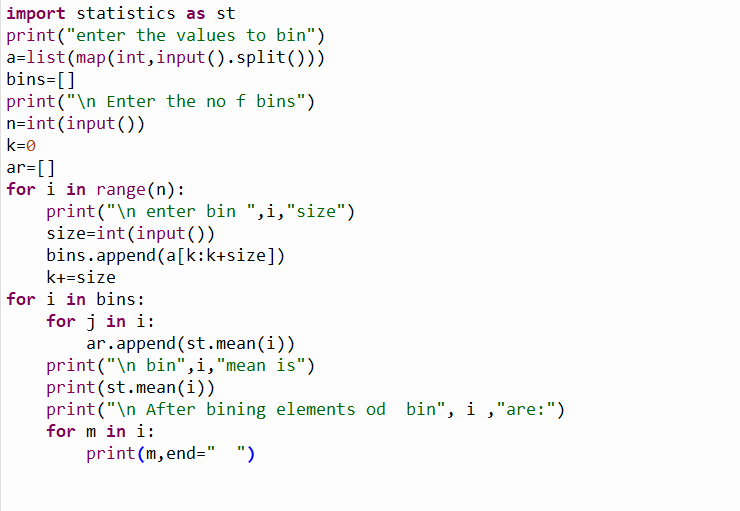 import statistics as st
print("enter the values to bin")
a=list(map(int,input().split()))
bins=[]
print("\n Enter the no f bins")
n=int(input())
k=0
ar=[]
for i in range(n):
    print("\n enter bin ",i,"size")
    size=int(input())
    bins.append(a[k:k+size])
    k+=size
for i in bins:
    for j in i:
        ar.append(st.mean(i))
    print("\n bin",i,"mean is")
    print(st.mean(i))
    print("\n After bining elements od  bin", i ,"are:")
    for m in i:
        print(m,end="  ")